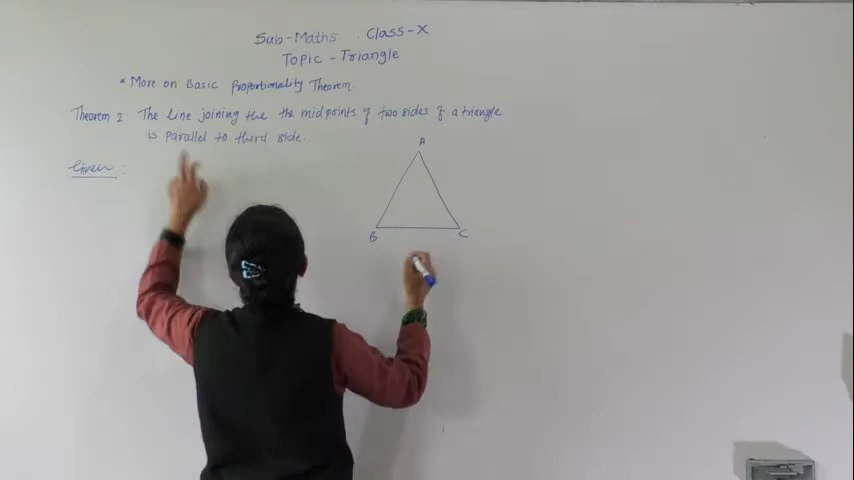 Sub-Maths . Class-X
Topic - Triangle
* More on Basic Proportionality Theorem.
Theorem 2: The line joining the the midpoints of two sides of a triangle
is parallel to third side.
Given :
A
B
C